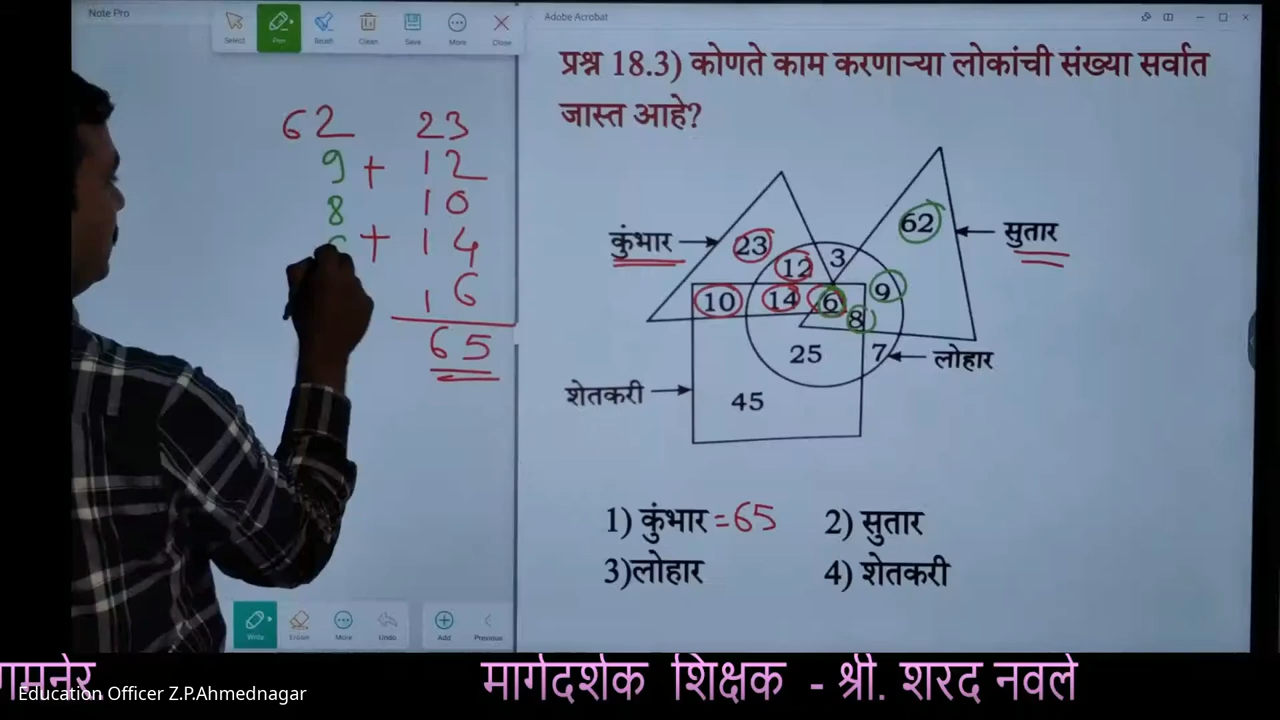 Note Pro
Select
Pen
Brush
Clean
Save
More
Close
Adobe Acrobat
प्रश्न 18.3) कोणते काम करणाऱ्या लोकांची संख्या सर्वात
जास्त आहे?
62 23
9 + 12
8 10
6 + 14
16
65
कुंभार
23
12
3
62
सुतार
10
14
6
9
8
25
7
लोहार
शेतकरी
45
1) कुंभार = 65 2) सुतार
3)लोहार 4) शेतकरी
Write
Eraser
More
Undo
Add
Previous
गमनेर
मार्गदर्शक शिक्षक - श्री. शरद नवले
Education Officer Z.P.Ahmednagar